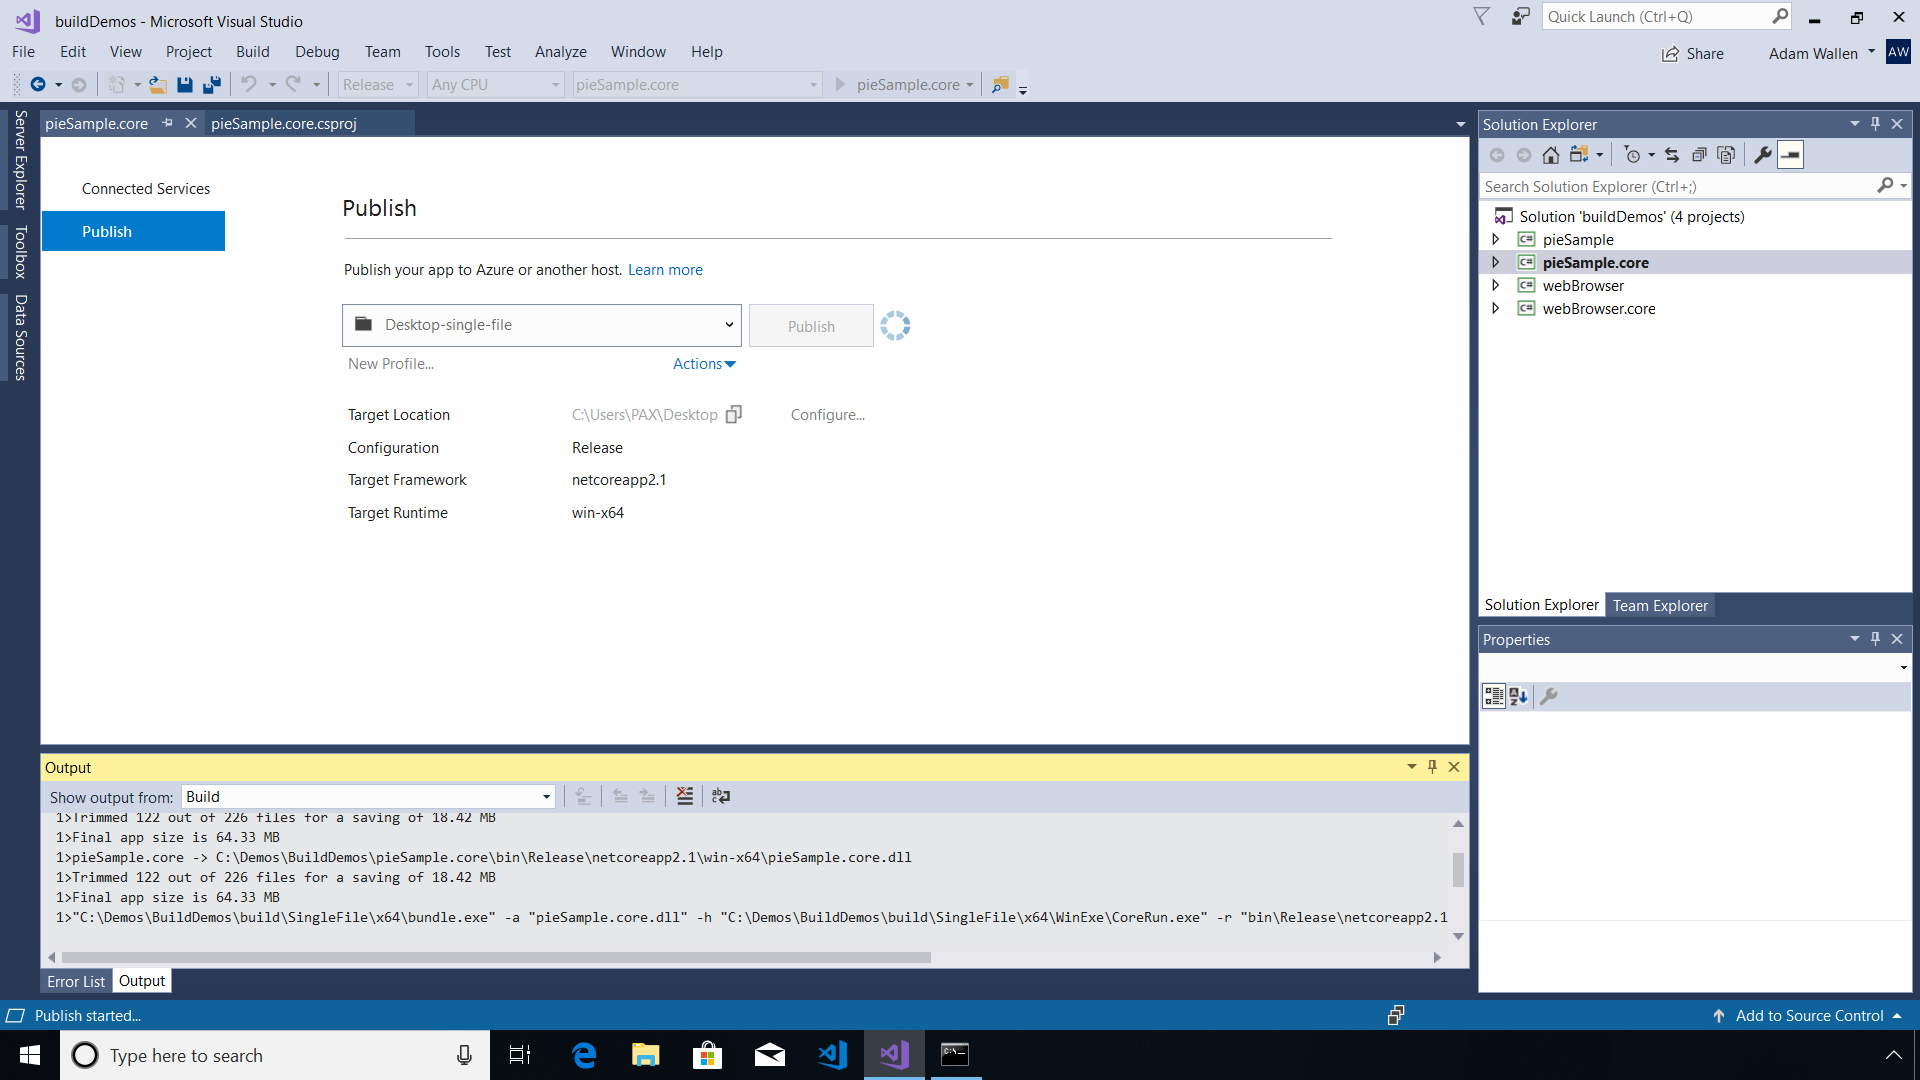 buildDemos - Microsoft Visual Studio
Quick Launch (Ctrl+Q)
File Edit View Project Build Debug Team Tools Test Analyze Window Help
Share
Adam Wallen
AW
Release
Any CPU
pieSample.core
pieSample.core
Server Explorer
Toolbox
Data Sources
pieSample.core
pieSample.core.csproj
Connected Services
Publish
Publish
Publish your app to Azure or another host. Learn more
Desktop-single-file
Publish
New Profile...
Actions
Target Location C:\Users\PAX\Desktop Configure...
Configuration Release
Target Framework netcoreapp2.1
Target Runtime win-x64
Solution Explorer
Search Solution Explorer (Ctrl+;)
Solution 'buildDemos' (4 projects)
C# pieSample
C# pieSample.core
C# webBrowser
C# webBrowser.core
Solution Explorer
Team Explorer
Properties
Output
Show output from: Build
1>Trimmed 122 out of 226 files for a saving of 18.42 MB
1>Final app size is 64.33 MB
1>pieSample.core -> C:\Demos\BuildDemos\pieSample.core\bin\Release\netcoreapp2.1\win-x64\pieSample.core.dll
1>Trimmed 122 out of 226 files for a saving of 18.42 MB
1>Final app size is 64.33 MB
1>"C:\Demos\BuildDemos\build\SingleFile\x64\bundle.exe" -a "pieSample.core.dll" -h "C:\Demos\BuildDemos\build\SingleFile\x64\WinExe\CoreRun.exe" -r "bin\Release\netcoreapp2.1
Error List
Output
Publish started...
Add to Source Control
Type here to search